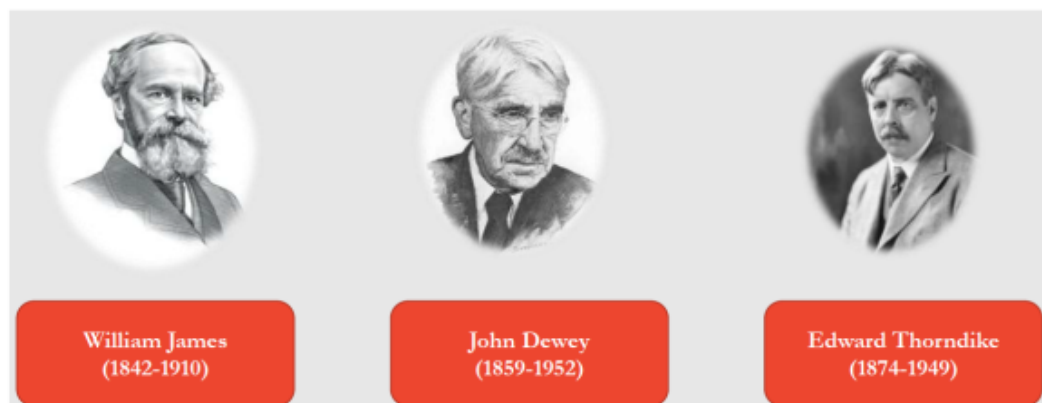 William James
(1842-1910)
John Dewey
(1859-1952)
Edward Thorndike
(1874-1949)